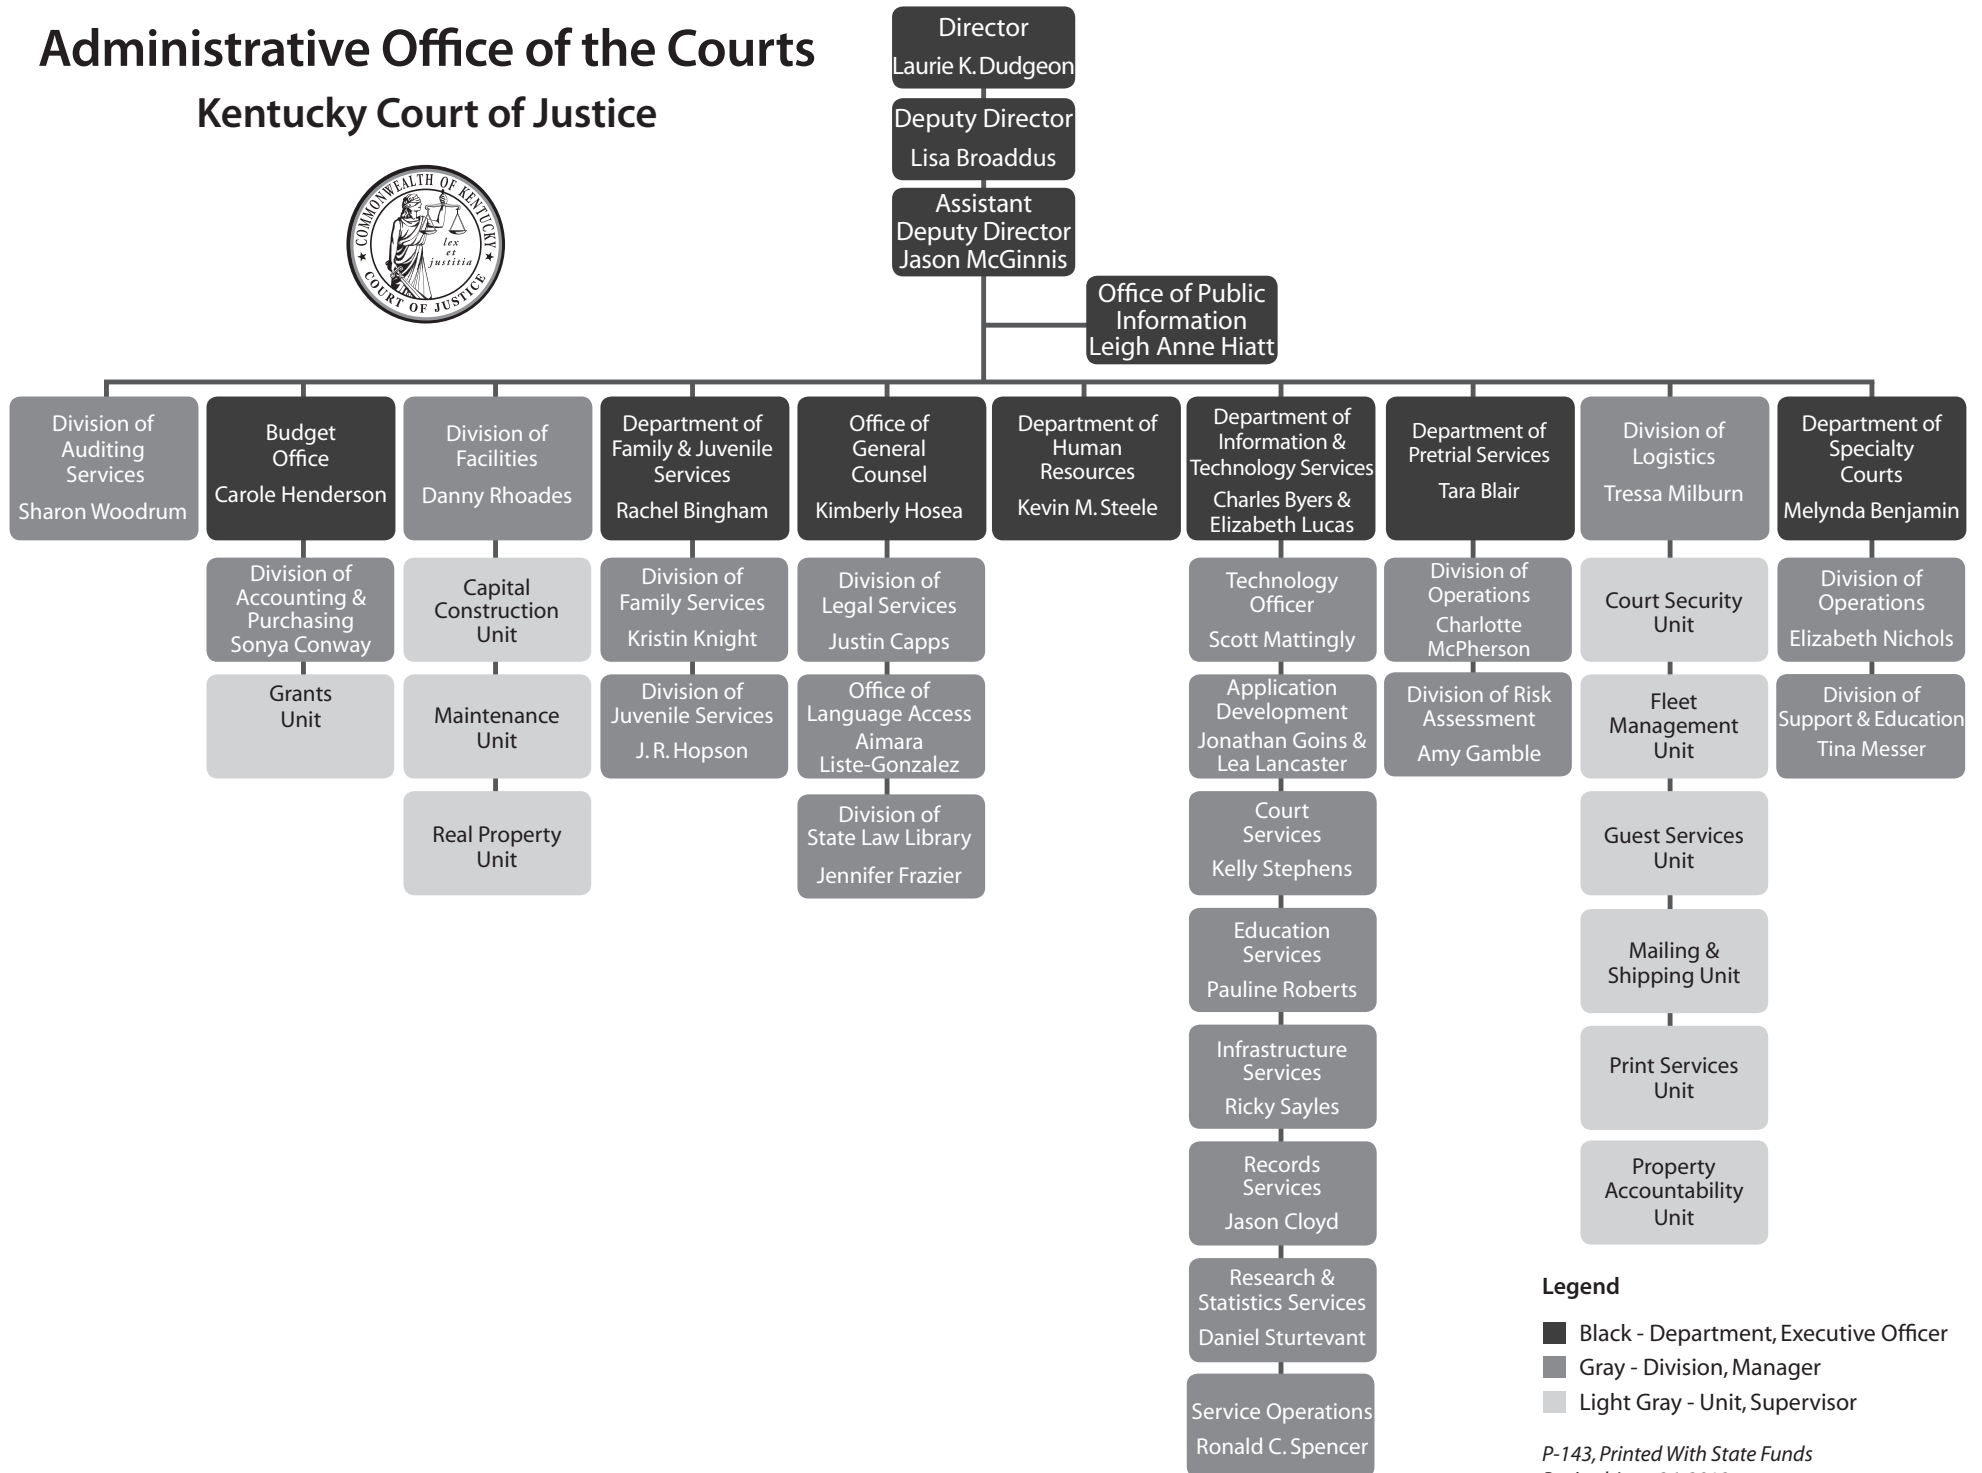 Administrative Office of the Courts
Kentucky Court of Justice
COMMONWEALTH OF KENTUCKY
lex
et
justitia
COURT OF JUSTICE
Director
Laurie K. Dudgeon
Deputy Director
Lisa Broaddus
Assistant
Deputy Director
Jason McGinnis
Office of Public
Information
Leigh Anne Hiatt
Division of
Auditing
Services
Sharon Woodrum
Budget
Office
Carole Henderson
Division of
Accounting &
Purchasing
Sonya Conway
Grants
Unit
Division of
Facilities
Danny Rhoades
Capital
Construction
Unit
Maintenance
Unit
Real Property
Unit
Department of
Family & Juvenile
Services
Rachel Bingham
Division of
Family Services
Kristin Knight
Division of
Juvenile Services
J. R. Hopson
Office of
General
Counsel
Kimberly Hosea
Division of
Legal Services
Justin Capps
Office of
Language Access
Aimara
Liste-Gonzalez
Division of
State Law Library
Jennifer Frazier
Department of
Human
Resources
Kevin M. Steele
Department of
Information &
Technology Services
Charles Byers &
Elizabeth Lucas
Technology
Officer
Scott Mattingly
Application
Development
Jonathan Goins &
Lea Lancaster
Court
Services
Kelly Stephens
Education
Services
Pauline Roberts
Infrastructure
Services
Ricky Sayles
Records
Services
Jason Cloyd
Research &
Statistics Services
Daniel Sturtevant
Service Operations
Ronald C. Spencer
Department of
Pretrial Services
Tara Blair
Division of
Operations
Charlotte
McPherson
Division of Risk
Assessment
Amy Gamble
Division of
Logistics
Tressa Milburn
Court Security
Unit
Fleet
Management
Unit
Guest Services
Unit
Mailing &
Shipping Unit
Print Services
Unit
Property
Accountability
Unit
Department of
Specialty
Courts
Melynda Benjamin
Division of
Operations
Elizabeth Nichols
Division of
Support & Education
Tina Messer
Legend
Black - Department, Executive Officer
Gray - Division, Manager
Light Gray - Unit, Supervisor
P-143, Printed With State Funds